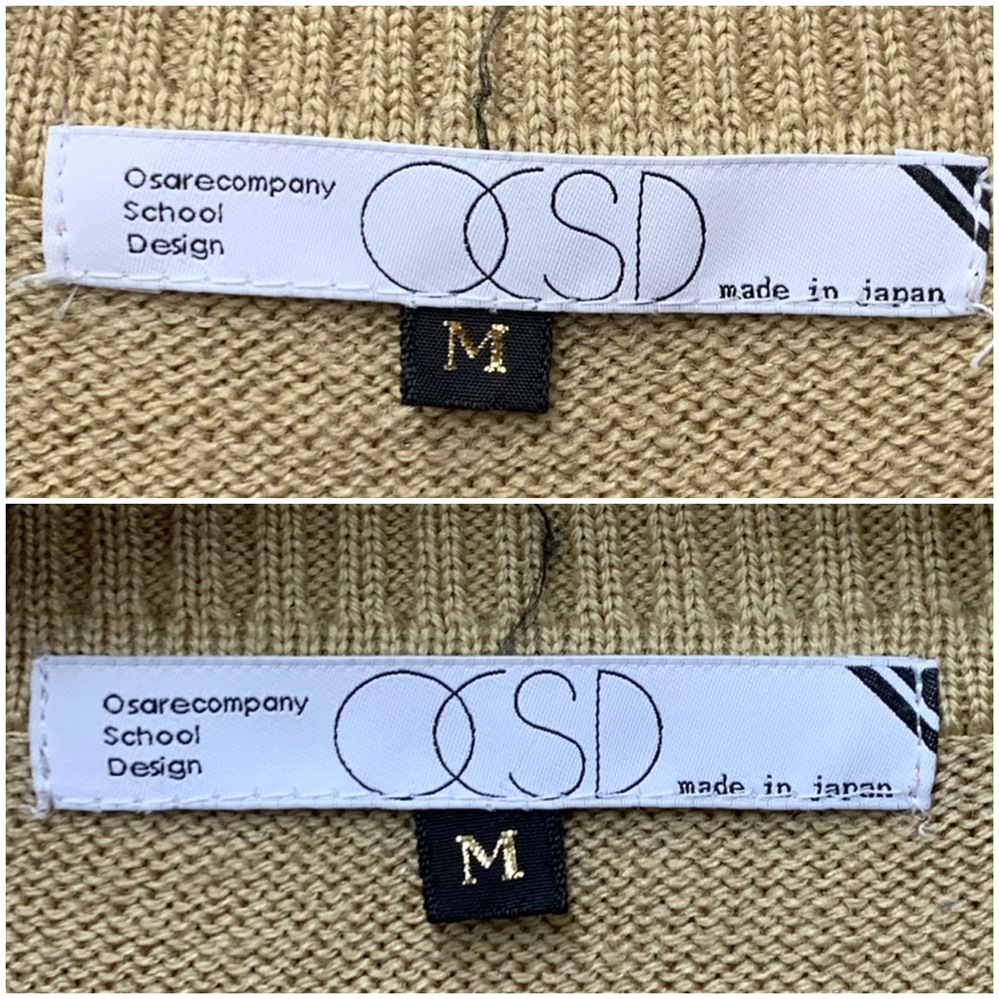 Osarecompany
School
Design
OCSD
made in japan
M
Osarecompany
School
Design
OCSD
made in japan
M